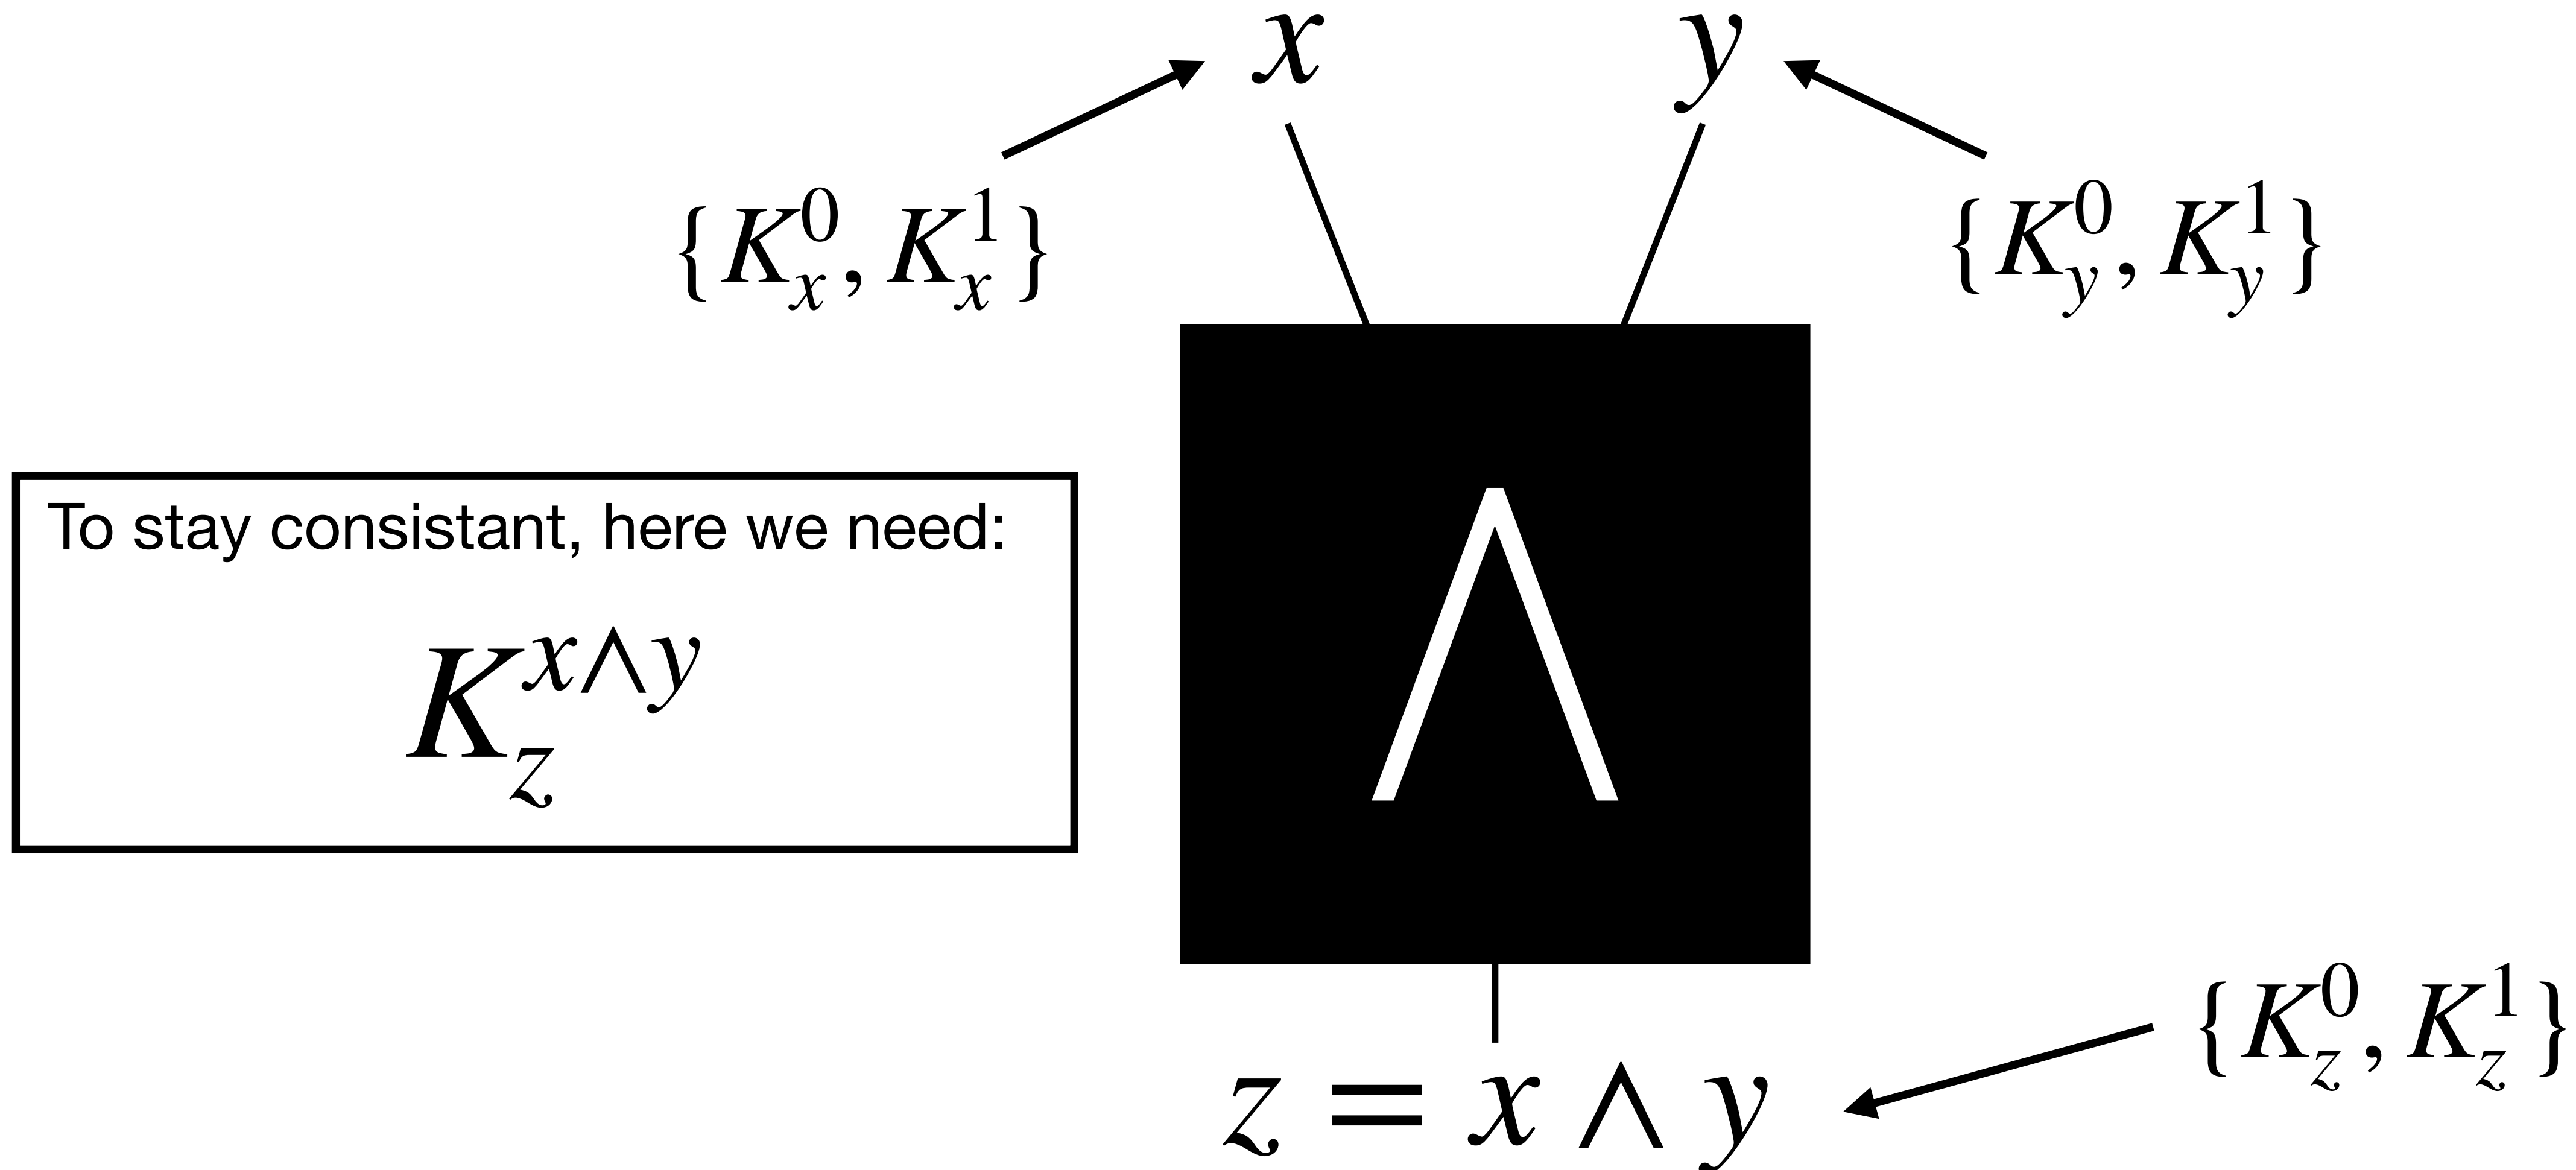 x
y
{K_x^0, K_x^1}
{K_y^0, K_y^1}
To stay consistant, here we need:
K_z^{x∧y}
∧
{K_z^0, K_z^1}
z = x ∧ y